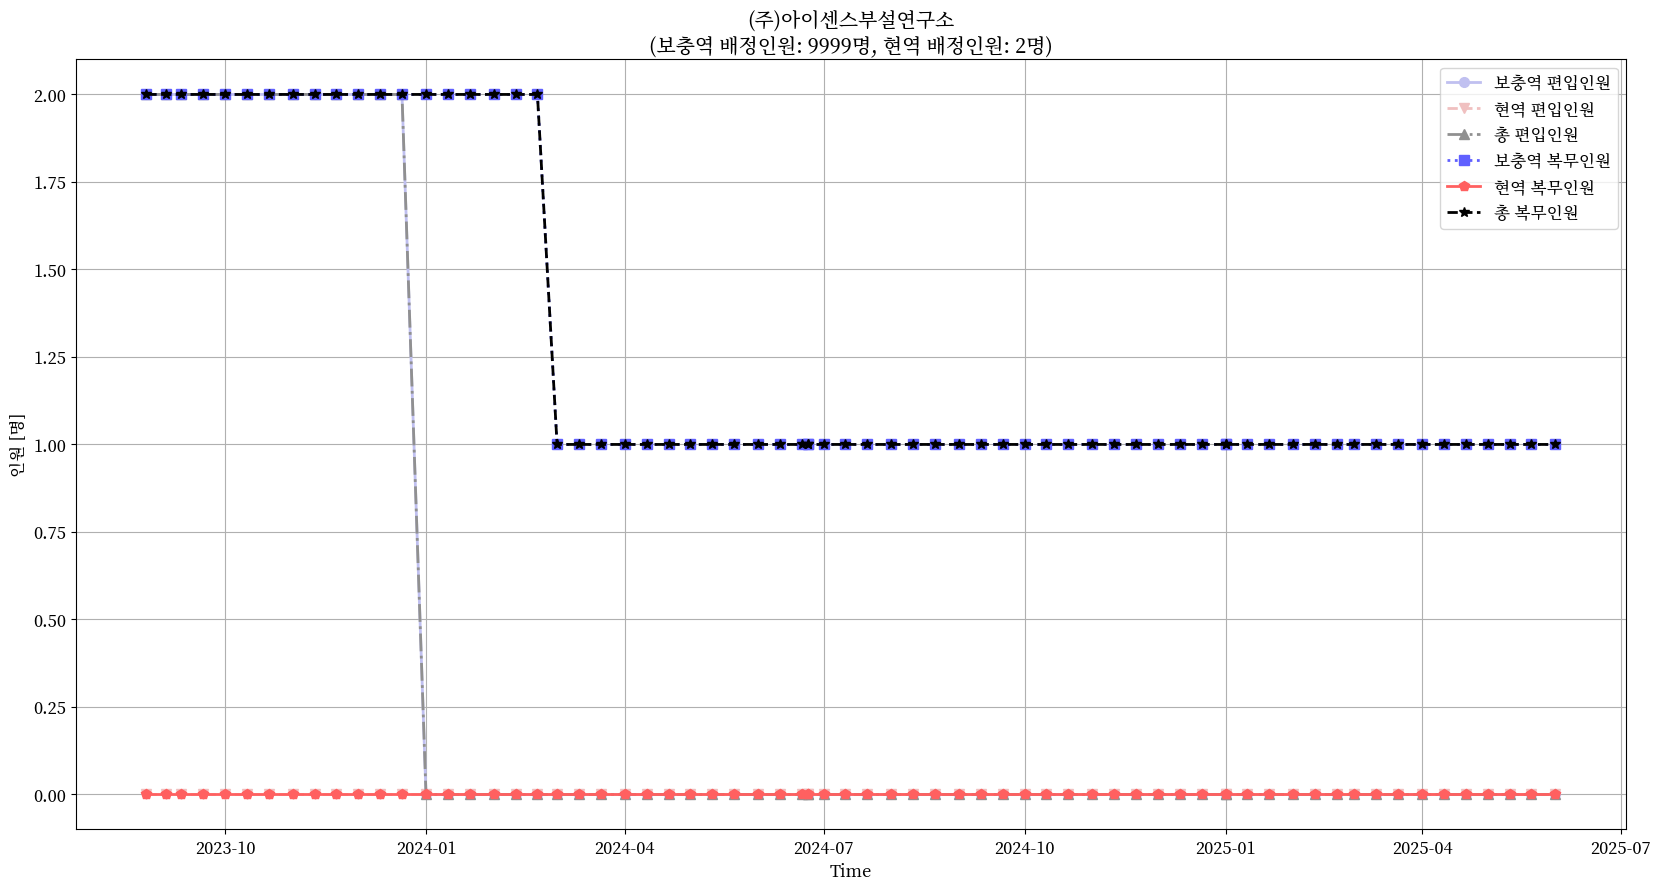 (주)아이센스부설연구소
(보충역 배정인원: 9999명, 현역 배정인원: 2명)
보충역 편입인원
현역 편입인원
총 편입인원
보충역 복무인원
현역 복무인원
총 복무인원
2.00
1.75
1.50
1.25
1.00
0.75
0.50
0.25
0.00
인원 [명]
2023-10 2024-01 2024-04 2024-07 2024-10 2025-01 2025-04 2025-07
Time